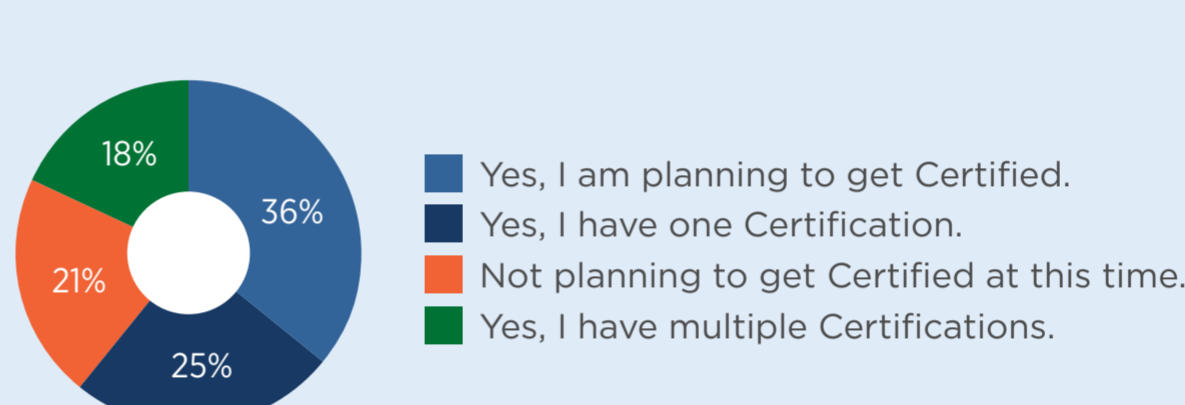 18%
36%
21%
25%
Yes, I am planning to get Certified.
Yes, I have one Certification.
Not planning to get Certified at this time.
Yes, I have multiple Certifications.